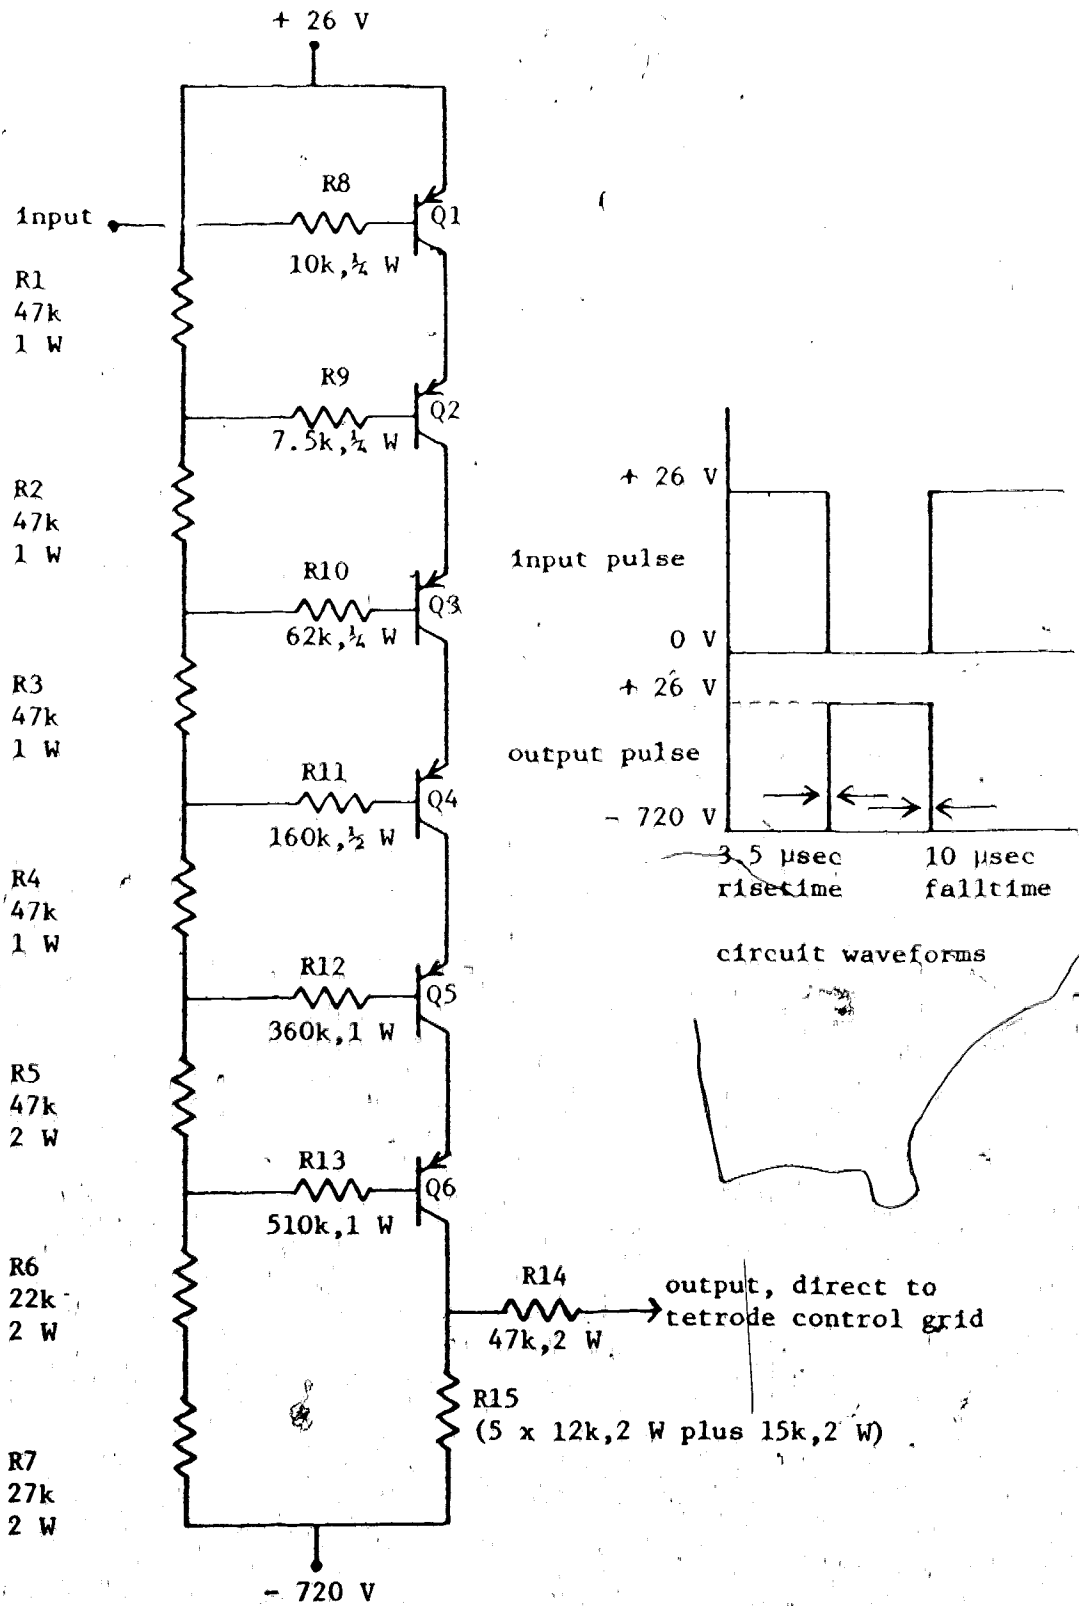 + 26 V
input
R8
10k,¼ W
Q1
R1
47k
1 W
R9
7.5k,¼ W
Q2
R2
47k
1 W
R10
62k,¼ W
Q3
R3
47k
1 W
R11
160k,½ W
Q4
R4
47k
1 W
R12
360k,1 W
Q5
R5
47k
2 W
R13
510k,1 W
Q6
R6
22k
2 W
R14
47k,2 W
output, direct to
tetrode control grid
R15
(5 x 12k,2 W plus 15k,2 W)
R7
27k
2 W
- 720 V
+ 26 V
input pulse
0 V
+ 26 V
output pulse
- 720 V
3.5 µsec
risetime
10 µsec
falltime
circuit waveforms